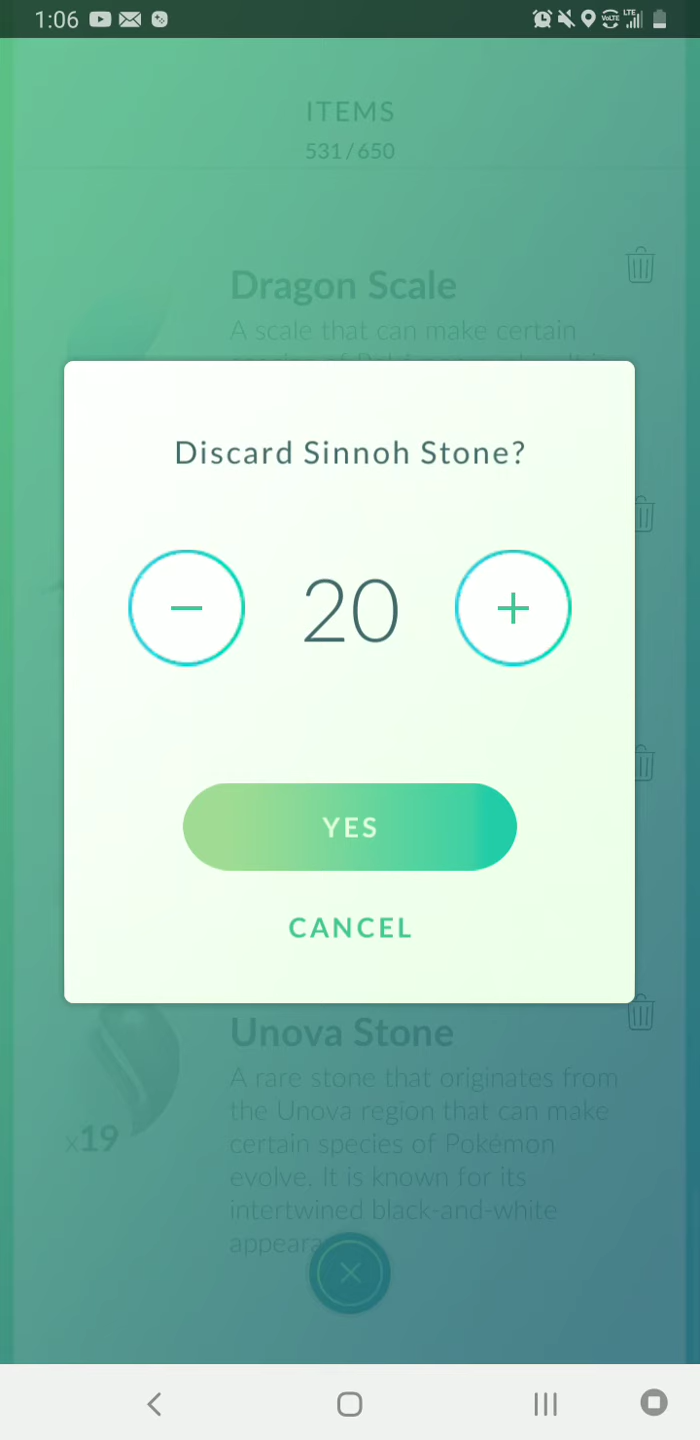 1:06
VoLTE LTE
ITEMS
531/650
Dragon Scale
A scale that can make certain
Discard Sinnoh Stone?
− 20 +
YES
CANCEL
Unova Stone
A rare stone that originates from
the Unova region that can make
x19
certain species of Pokémon
evolve. It is known for its
intertwined black-and-white